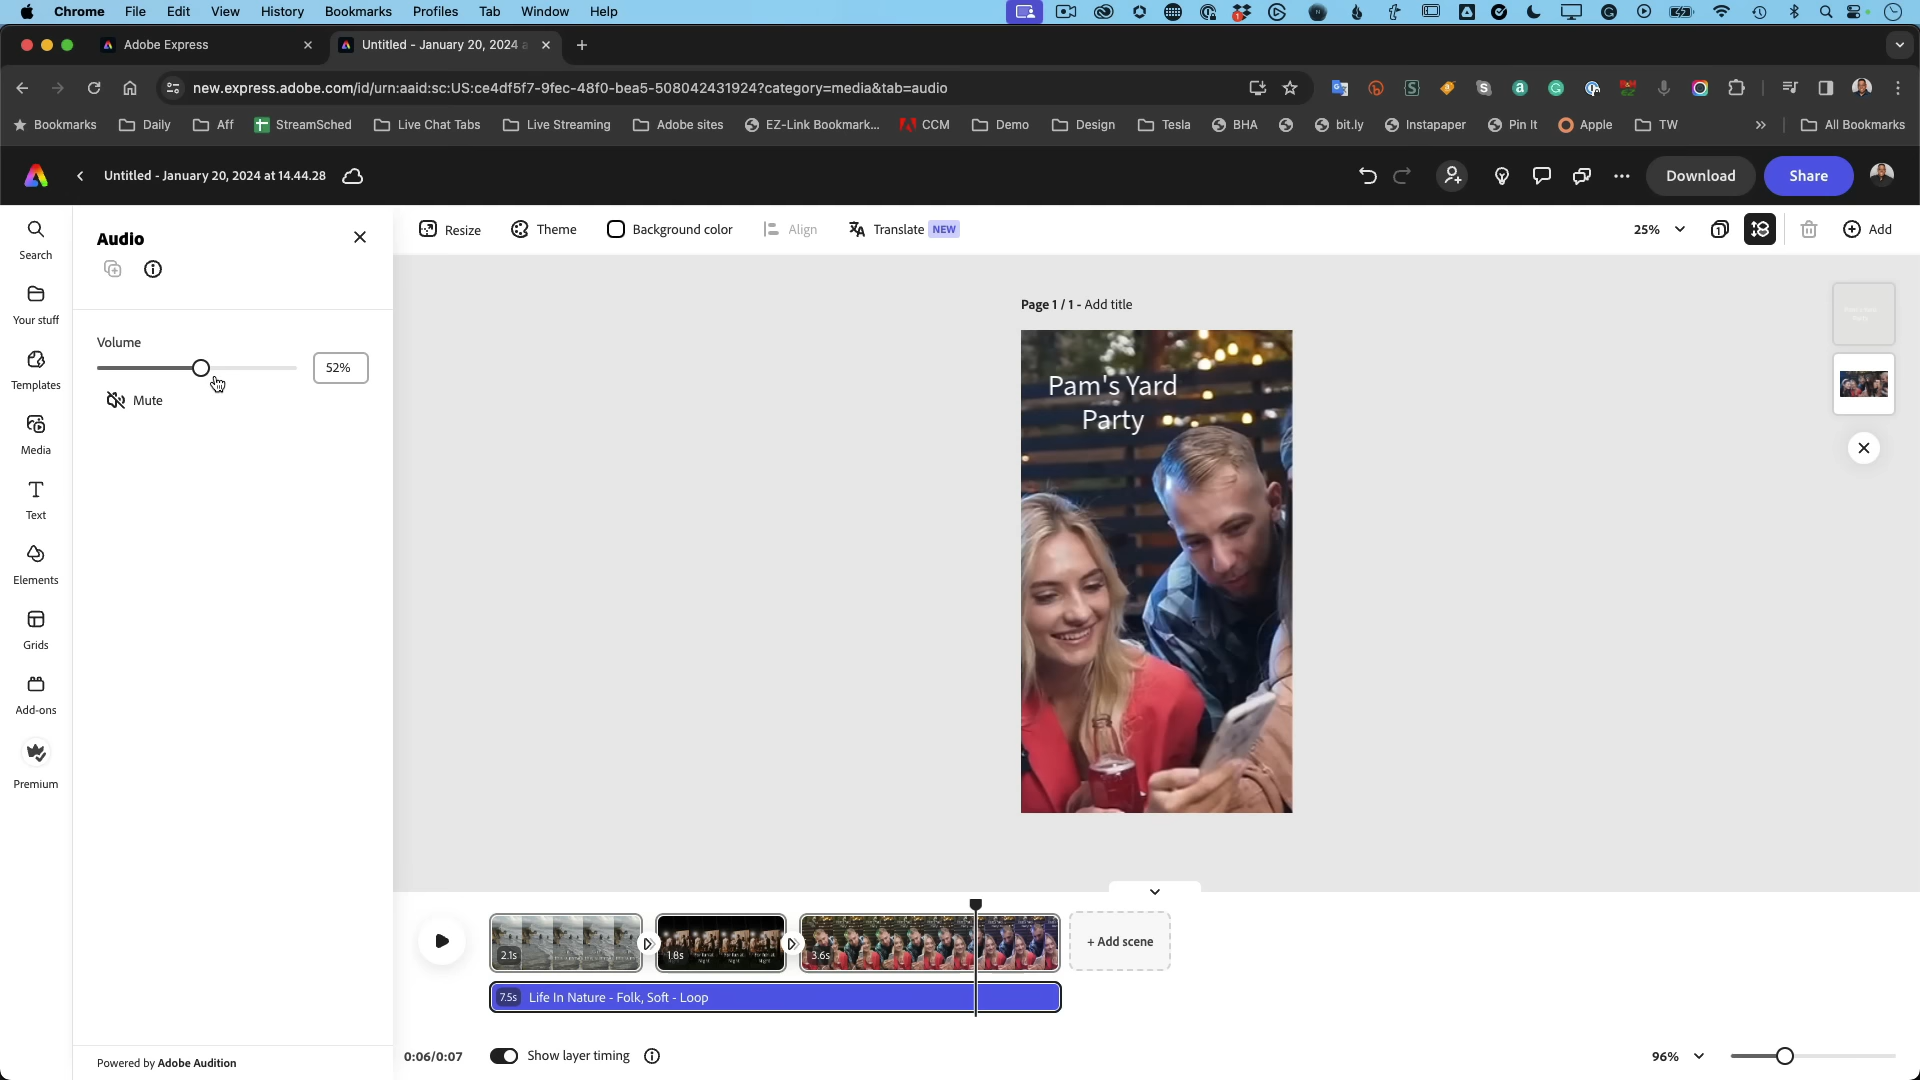 Chrome File Edit View History Bookmarks Profiles Tab Window Help
Adobe Express
Untitled - January 20, 2024 a
new.express.adobe.com/id/urn:aaid:sc:US:ce4df5f7-9fec-48f0-bea5-508042431924?category=media&tab=audio
Bookmarks Daily Aff StreamSched Live Chat Tabs Live Streaming Adobe sites EZ-Link Bookmark... CCM Demo Design Tesla BHA bit.ly Instapaper Pin It Apple TW » All Bookmarks
Untitled - January 20, 2024 at 14.44.28
Download
Share
Search
Your stuff
Templates
Media
Text
Elements
Grids
Add-ons
Premium
Audio
Volume
52%
Mute
Powered by Adobe Audition
Resize Theme Background color Align Translate NEW
25%
1
Add
Page 1 / 1 - Add title
Pam's Yard
Party
2.1s
1.8s
3.6s
+ Add scene
7.5s Life In Nature - Folk, Soft - Loop
0:06/0:07 Show layer timing
96%